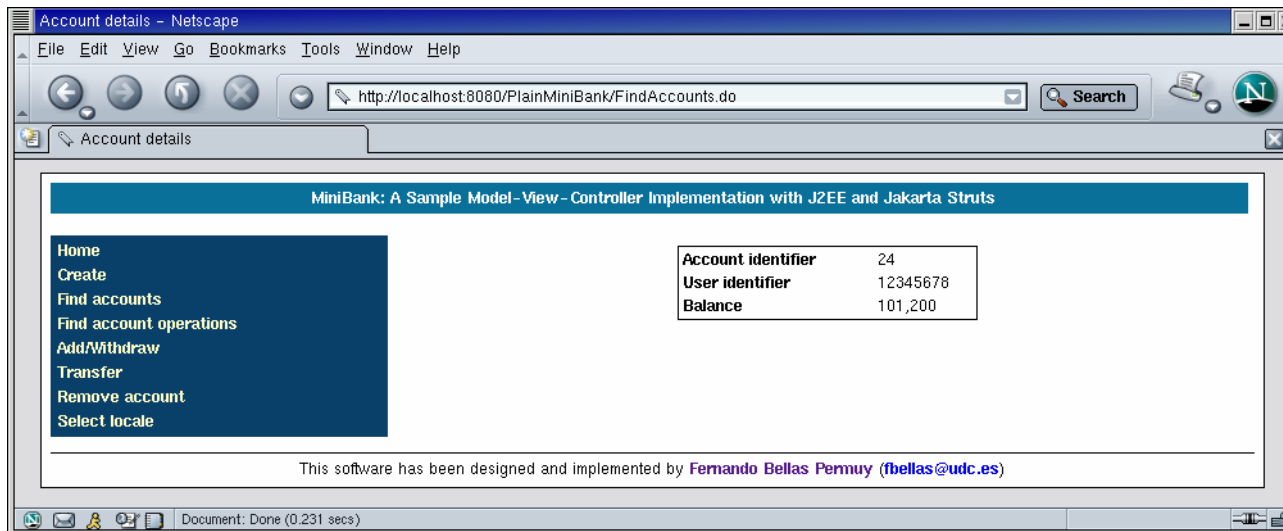 Account details - Netscape
File Edit View Go Bookmarks Tools Window Help
http://localhost:8080/PlainMiniBank/FindAccounts.do
Search
N
Account details
MiniBank: A Sample Model-View-Controller Implementation with J2EE and Jakarta Struts
Home
Create
Find accounts
Find account operations
Add/Withdraw
Transfer
Remove account
Select locale
Account identifier 24
User identifier 12345678
Balance 101,200
This software has been designed and implemented by Fernando Bellas Permuy (fbellas@udc.es)
Document: Done (0.231 secs)